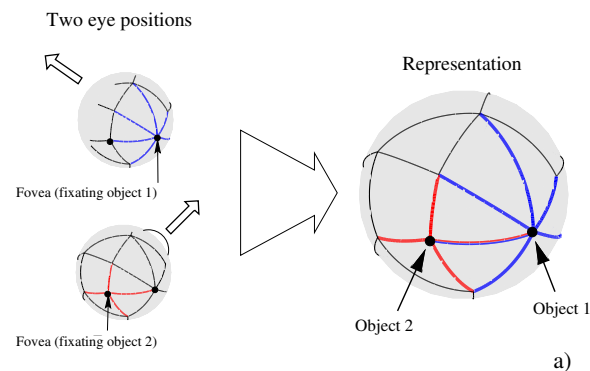 Two eye positions
Representation
Fovea (fixating object 1)
Object 1
Object 2
Fovea (fixating object 2)
a)